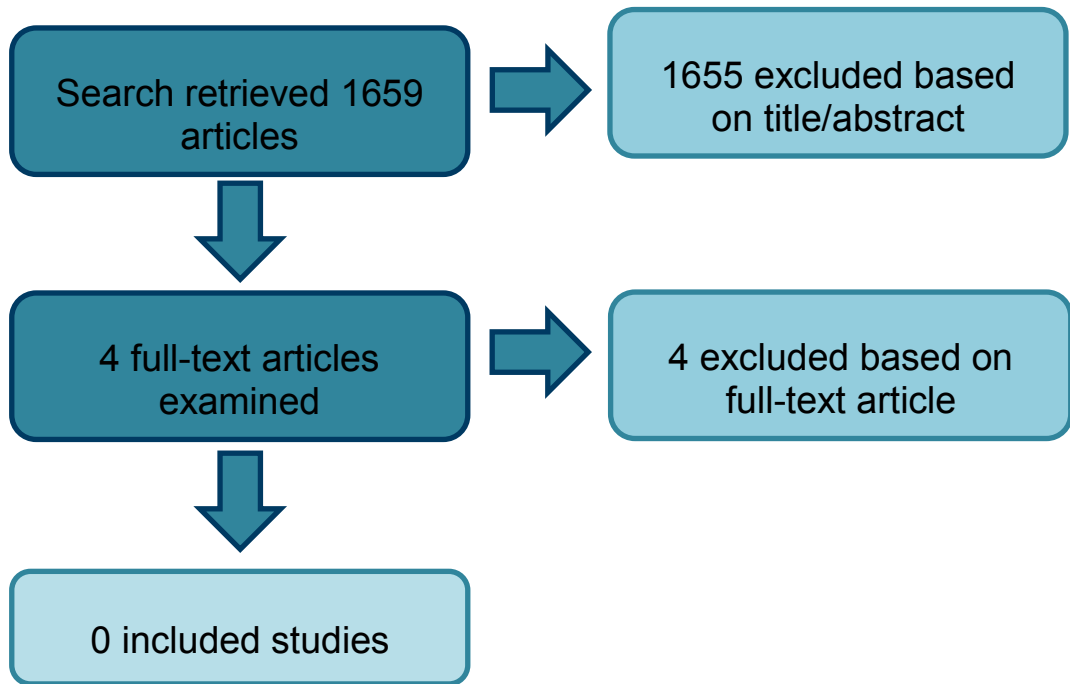 Search retrieved 1659
articles
1655 excluded based
on title/abstract
4 full-text articles
examined
4 excluded based on
full-text article
0 included studies